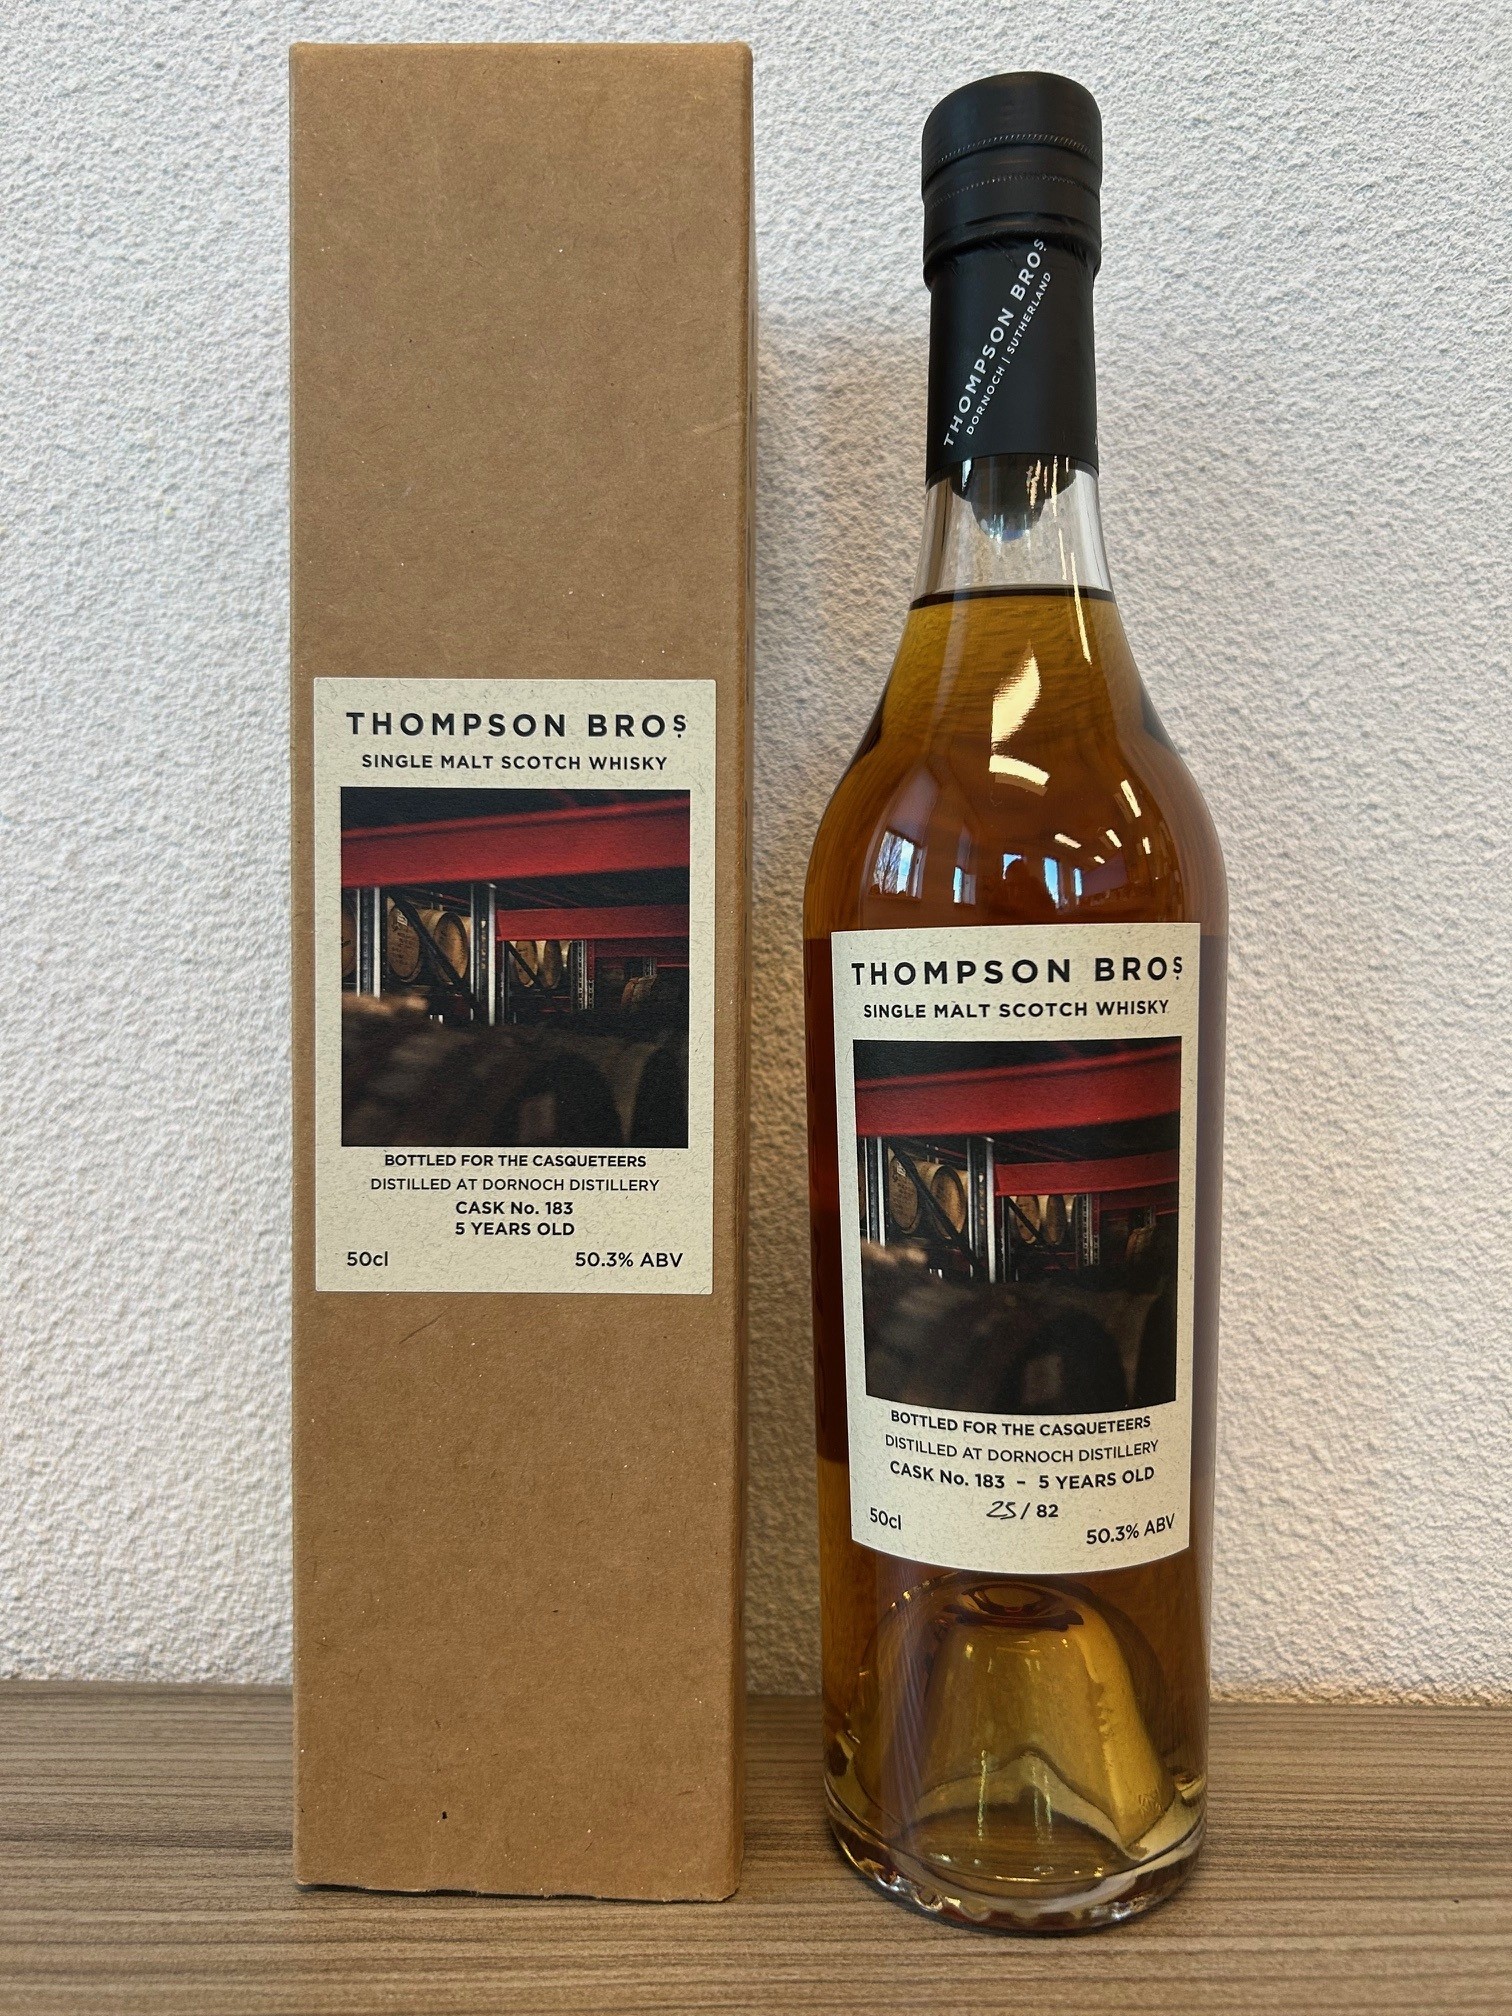 THOMPSON BROS
SINGLE MALT SCOTCH WHISKY
BOTTLED FOR THE CASQUETEERS
DISTILLED AT DORNOCH DISTILLERY
CASK No. 183
5 YEARS OLD
50cl 50.3% ABV
THOMPSON BROS
DORNOCH | SUTHERLAND
THOMPSON BROS
SINGLE MALT SCOTCH WHISKY
BOTTLED FOR THE CASQUETEERS
DISTILLED AT DORNOCH DISTILLERY
CASK No. 183 – 5 YEARS OLD
25 / 82
50cl 50.3% ABV